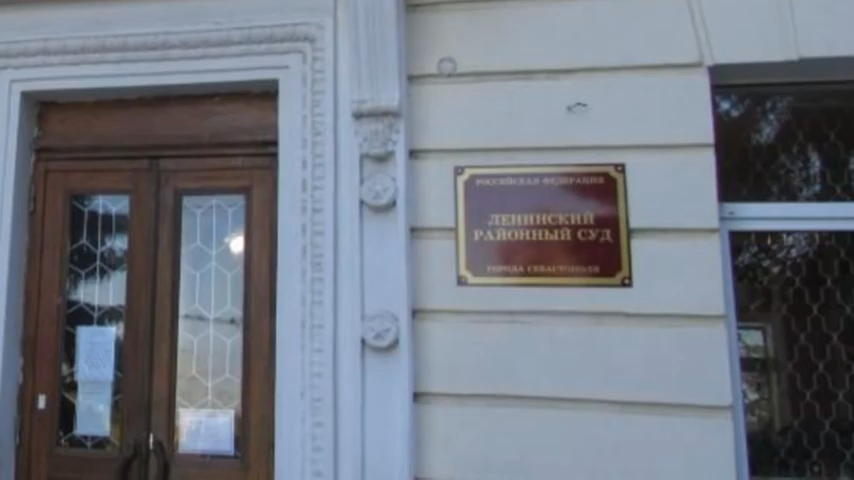 РОССИЙСКАЯ ФЕДЕРАЦИЯ
ЛЕНИНСКИЙ
РАЙОННЫЙ СУД
ГОРОДА СЕВАСТОПОЛЯ